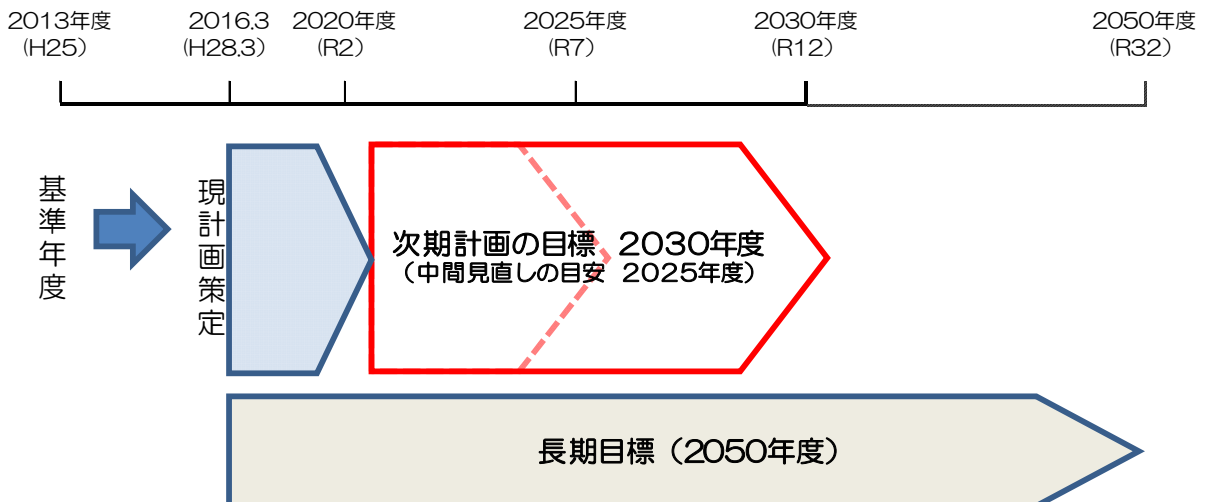 2013年度
(H25)
2016.3
(H28.3)
2020年度
(R2)
2025年度
(R7)
2030年度
(R12)
2050年度
(R32)
基準年度
現計画策定
次期計画の目標 2030年度
（中間見直しの目安 2025年度）
長期目標（2050年度）